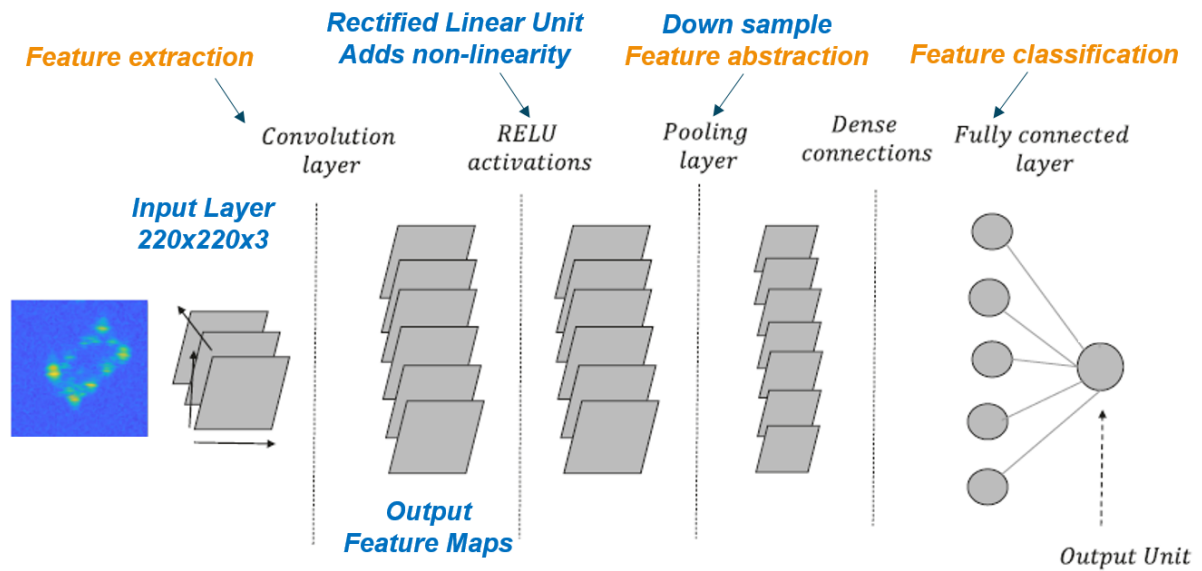 Feature extraction
Rectified Linear Unit
Adds non-linearity
Down sample
Feature abstraction
Feature classification
Convolution
layer
RELU
activations
Pooling
layer
Dense
connections
Fully connected
layer
Input Layer
220x220x3
Output
Feature Maps
Output Unit